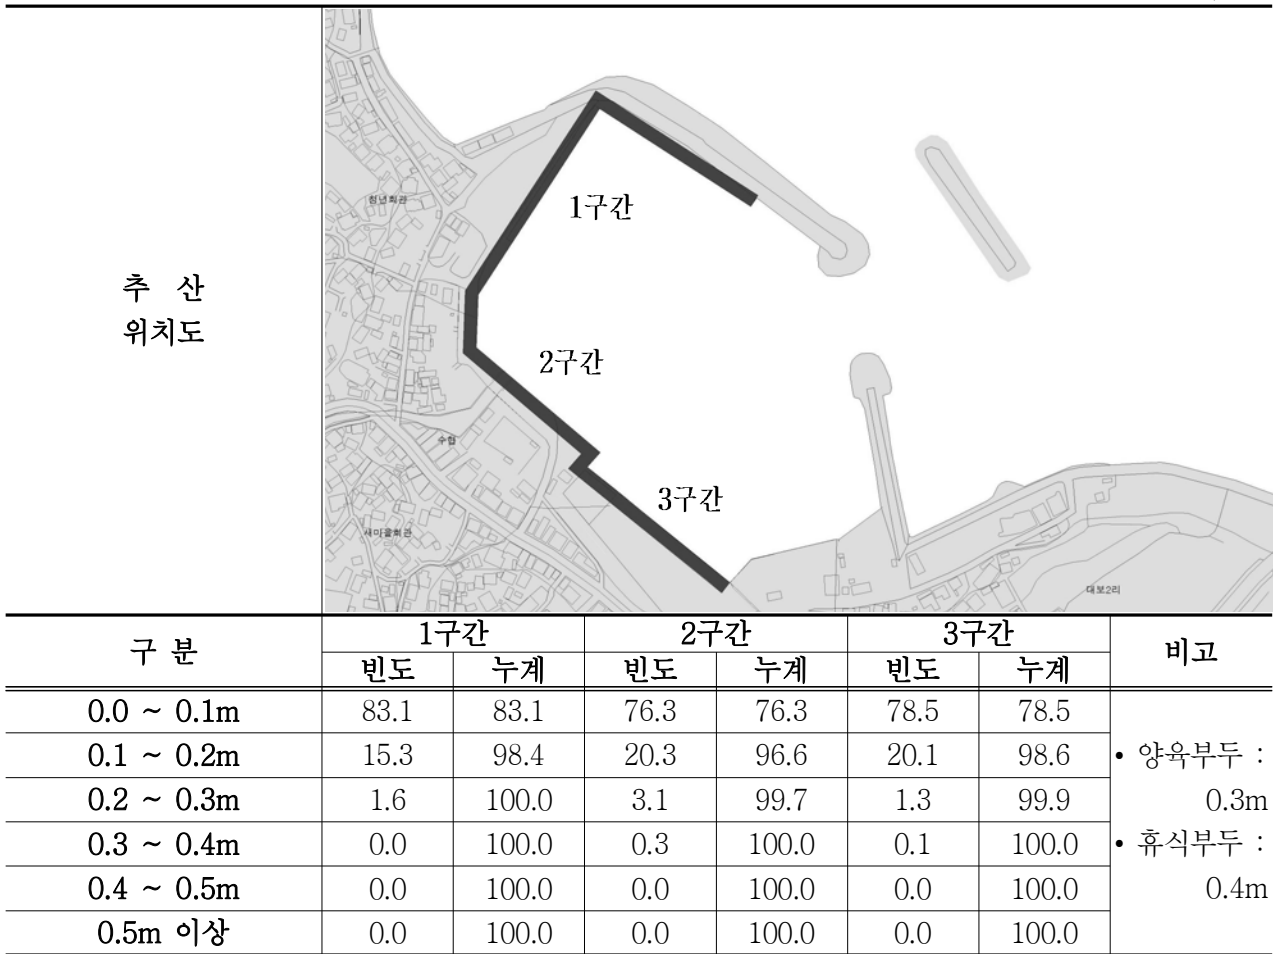 추 산
위치도
청년회관
1구간
2구간
수협
3구간
새마을회관
대보2리
구 분 1구간 2구간 3구간 비고
빈도 누계 빈도 누계 빈도 누계
0.0 ~ 0.1m 83.1 83.1 76.3 76.3 78.5 78.5
0.1 ~ 0.2m 15.3 98.4 20.3 96.6 20.1 98.6 • 양육부두 :
0.2 ~ 0.3m 1.6 100.0 3.1 99.7 1.3 99.9 0.3m
0.3 ~ 0.4m 0.0 100.0 0.3 100.0 0.1 100.0 • 휴식부두 :
0.4 ~ 0.5m 0.0 100.0 0.0 100.0 0.0 100.0 0.4m
0.5m 이상 0.0 100.0 0.0 100.0 0.0 100.0